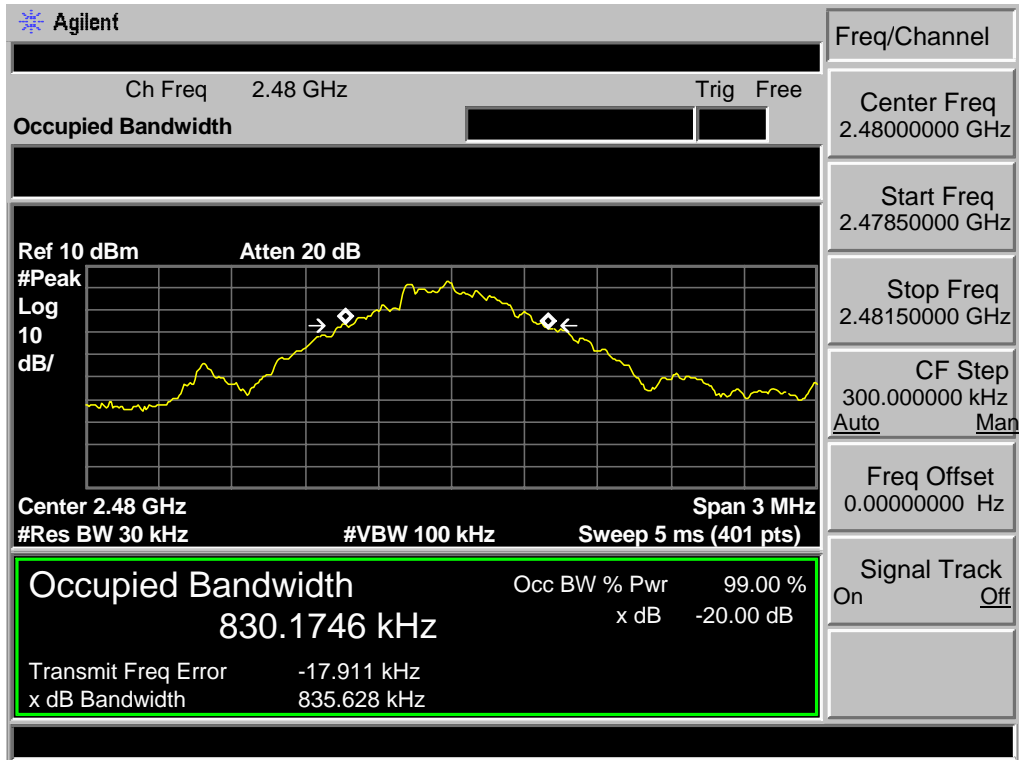 Agilent
Ch Freq 2.48 GHz Trig Free
Occupied Bandwidth
Ref 10 dBm Atten 20 dB
#Peak
Log
10
dB/
Center 2.48 GHz Span 3 MHz
#Res BW 30 kHz #VBW 100 kHz Sweep 5 ms (401 pts)
Occupied Bandwidth
830.1746 kHz
Occ BW % Pwr 99.00 %
x dB -20.00 dB
Transmit Freq Error -17.911 kHz
x dB Bandwidth 835.628 kHz
Freq/Channel
Center Freq
2.48000000 GHz
Start Freq
2.47850000 GHz
Stop Freq
2.48150000 GHz
CF Step
300.000000 kHz
Auto Man
Freq Offset
0.00000000 Hz
Signal Track
On Off